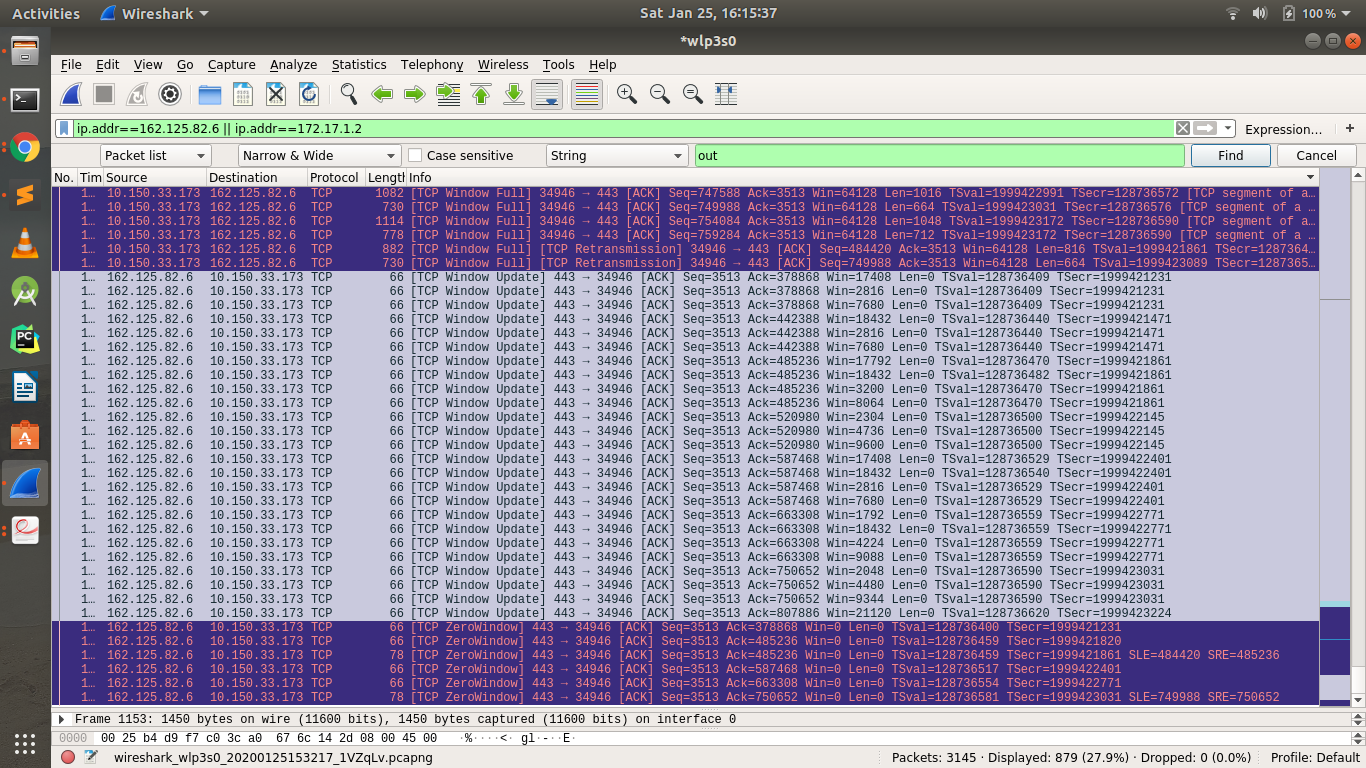 Activities Wireshark Sat Jan 25, 16:15:37 100 %
*wlp3s0
File Edit View Go Capture Analyze Statistics Telephony Wireless Tools Help
ip.addr==162.125.82.6 || ip.addr==172.17.1.2 Expression… +
Packet list Narrow & Wide Case sensitive String out Find Cancel
No. Tim Source Destination Protocol Length Info
1… 10.150.33.173 162.125.82.6 TCP 1082 [TCP Window Full] 34946 → 443 [ACK] Seq=747588 Ack=3513 Win=64128 Len=1016 TSval=1999422991 TSecr=128736572 [TCP segment of a…
1… 10.150.33.173 162.125.82.6 TCP 730 [TCP Window Full] 34946 → 443 [ACK] Seq=749988 Ack=3513 Win=64128 Len=664 TSval=1999423031 TSecr=128736576 [TCP segment of a …
1… 10.150.33.173 162.125.82.6 TCP 1114 [TCP Window Full] 34946 → 443 [ACK] Seq=754084 Ack=3513 Win=64128 Len=1048 TSval=1999423172 TSecr=128736590 [TCP segment of a…
1… 10.150.33.173 162.125.82.6 TCP 778 [TCP Window Full] 34946 → 443 [ACK] Seq=759284 Ack=3513 Win=64128 Len=712 TSval=1999423172 TSecr=128736590 [TCP segment of a …
1… 10.150.33.173 162.125.82.6 TCP 882 [TCP Window Full] [TCP Retransmission] 34946 → 443 [ACK] Seq=484420 Ack=3513 Win=64128 Len=816 TSval=1999421861 TSecr=1287364…
1… 10.150.33.173 162.125.82.6 TCP 730 [TCP Window Full] [TCP Retransmission] 34946 → 443 [ACK] Seq=749988 Ack=3513 Win=64128 Len=664 TSval=1999423089 TSecr=1287365…
1… 162.125.82.6 10.150.33.173 TCP 66 [TCP Window Update] 443 → 34946 [ACK] Seq=3513 Ack=378868 Win=17408 Len=0 TSval=128736409 TSecr=1999421231
1… 162.125.82.6 10.150.33.173 TCP 66 [TCP Window Update] 443 → 34946 [ACK] Seq=3513 Ack=378868 Win=2816 Len=0 TSval=128736409 TSecr=1999421231
1… 162.125.82.6 10.150.33.173 TCP 66 [TCP Window Update] 443 → 34946 [ACK] Seq=3513 Ack=378868 Win=7680 Len=0 TSval=128736409 TSecr=1999421231
1… 162.125.82.6 10.150.33.173 TCP 66 [TCP Window Update] 443 → 34946 [ACK] Seq=3513 Ack=442388 Win=18432 Len=0 TSval=128736440 TSecr=1999421471
1… 162.125.82.6 10.150.33.173 TCP 66 [TCP Window Update] 443 → 34946 [ACK] Seq=3513 Ack=442388 Win=2816 Len=0 TSval=128736440 TSecr=1999421471
1… 162.125.82.6 10.150.33.173 TCP 66 [TCP Window Update] 443 → 34946 [ACK] Seq=3513 Ack=442388 Win=7680 Len=0 TSval=128736440 TSecr=1999421471
1… 162.125.82.6 10.150.33.173 TCP 66 [TCP Window Update] 443 → 34946 [ACK] Seq=3513 Ack=485236 Win=17792 Len=0 TSval=128736470 TSecr=1999421861
1… 162.125.82.6 10.150.33.173 TCP 66 [TCP Window Update] 443 → 34946 [ACK] Seq=3513 Ack=485236 Win=18432 Len=0 TSval=128736482 TSecr=1999421861
1… 162.125.82.6 10.150.33.173 TCP 66 [TCP Window Update] 443 → 34946 [ACK] Seq=3513 Ack=485236 Win=3200 Len=0 TSval=128736470 TSecr=1999421861
1… 162.125.82.6 10.150.33.173 TCP 66 [TCP Window Update] 443 → 34946 [ACK] Seq=3513 Ack=485236 Win=8064 Len=0 TSval=128736470 TSecr=1999421861
1… 162.125.82.6 10.150.33.173 TCP 66 [TCP Window Update] 443 → 34946 [ACK] Seq=3513 Ack=520980 Win=2304 Len=0 TSval=128736500 TSecr=1999422145
1… 162.125.82.6 10.150.33.173 TCP 66 [TCP Window Update] 443 → 34946 [ACK] Seq=3513 Ack=520980 Win=4736 Len=0 TSval=128736500 TSecr=1999422145
1… 162.125.82.6 10.150.33.173 TCP 66 [TCP Window Update] 443 → 34946 [ACK] Seq=3513 Ack=520980 Win=9600 Len=0 TSval=128736500 TSecr=1999422145
1… 162.125.82.6 10.150.33.173 TCP 66 [TCP Window Update] 443 → 34946 [ACK] Seq=3513 Ack=587468 Win=17408 Len=0 TSval=128736529 TSecr=1999422401
1… 162.125.82.6 10.150.33.173 TCP 66 [TCP Window Update] 443 → 34946 [ACK] Seq=3513 Ack=587468 Win=18432 Len=0 TSval=128736540 TSecr=1999422401
1… 162.125.82.6 10.150.33.173 TCP 66 [TCP Window Update] 443 → 34946 [ACK] Seq=3513 Ack=587468 Win=2816 Len=0 TSval=128736529 TSecr=1999422401
1… 162.125.82.6 10.150.33.173 TCP 66 [TCP Window Update] 443 → 34946 [ACK] Seq=3513 Ack=587468 Win=7680 Len=0 TSval=128736529 TSecr=1999422401
1… 162.125.82.6 10.150.33.173 TCP 66 [TCP Window Update] 443 → 34946 [ACK] Seq=3513 Ack=663308 Win=1792 Len=0 TSval=128736559 TSecr=1999422771
1… 162.125.82.6 10.150.33.173 TCP 66 [TCP Window Update] 443 → 34946 [ACK] Seq=3513 Ack=663308 Win=18432 Len=0 TSval=128736559 TSecr=1999422771
1… 162.125.82.6 10.150.33.173 TCP 66 [TCP Window Update] 443 → 34946 [ACK] Seq=3513 Ack=663308 Win=4224 Len=0 TSval=128736559 TSecr=1999422771
1… 162.125.82.6 10.150.33.173 TCP 66 [TCP Window Update] 443 → 34946 [ACK] Seq=3513 Ack=663308 Win=9088 Len=0 TSval=128736559 TSecr=1999422771
1… 162.125.82.6 10.150.33.173 TCP 66 [TCP Window Update] 443 → 34946 [ACK] Seq=3513 Ack=750652 Win=2048 Len=0 TSval=128736590 TSecr=1999423031
1… 162.125.82.6 10.150.33.173 TCP 66 [TCP Window Update] 443 → 34946 [ACK] Seq=3513 Ack=750652 Win=4480 Len=0 TSval=128736590 TSecr=1999423031
1… 162.125.82.6 10.150.33.173 TCP 66 [TCP Window Update] 443 → 34946 [ACK] Seq=3513 Ack=750652 Win=9344 Len=0 TSval=128736590 TSecr=1999423031
1… 162.125.82.6 10.150.33.173 TCP 66 [TCP Window Update] 443 → 34946 [ACK] Seq=3513 Ack=807836 Win=21120 Len=0 TSval=128736620 TSecr=1999423224
1… 162.125.82.6 10.150.33.173 TCP 66 [TCP ZeroWindow] 443 → 34946 [ACK] Seq=3513 Ack=378868 Win=0 Len=0 TSval=128736400 TSecr=1999421231
1… 162.125.82.6 10.150.33.173 TCP 66 [TCP ZeroWindow] 443 → 34946 [ACK] Seq=3513 Ack=485236 Win=0 Len=0 TSval=128736459 TSecr=1999421820
1… 162.125.82.6 10.150.33.173 TCP 78 [TCP ZeroWindow] 443 → 34946 [ACK] Seq=3513 Ack=485236 Win=0 Len=0 TSval=128736459 TSecr=1999421861 SLE=484420 SRE=485236
1… 162.125.82.6 10.150.33.173 TCP 66 [TCP ZeroWindow] 443 → 34946 [ACK] Seq=3513 Ack=587468 Win=0 Len=0 TSval=128736517 TSecr=1999422401
1… 162.125.82.6 10.150.33.173 TCP 66 [TCP ZeroWindow] 443 → 34946 [ACK] Seq=3513 Ack=663308 Win=0 Len=0 TSval=128736554 TSecr=1999422771
1… 162.125.82.6 10.150.33.173 TCP 78 [TCP ZeroWindow] 443 → 34946 [ACK] Seq=3513 Ack=750652 Win=0 Len=0 TSval=128736581 TSecr=1999423031 SLE=749988 SRE=750652
Frame 1153: 1450 bytes on wire (11600 bits), 1450 bytes captured (11600 bits) on interface 0
0000 00 25 b4 d9 f7 c0 3c a0 67 6c 14 2d 08 00 45 00 ·%····<· gl·-··E·
wireshark_wlp3s0_20200125153217_1VZqLv.pcapng Packets: 3145 · Displayed: 879 (27.9%) · Dropped: 0 (0.0%) Profile: Default